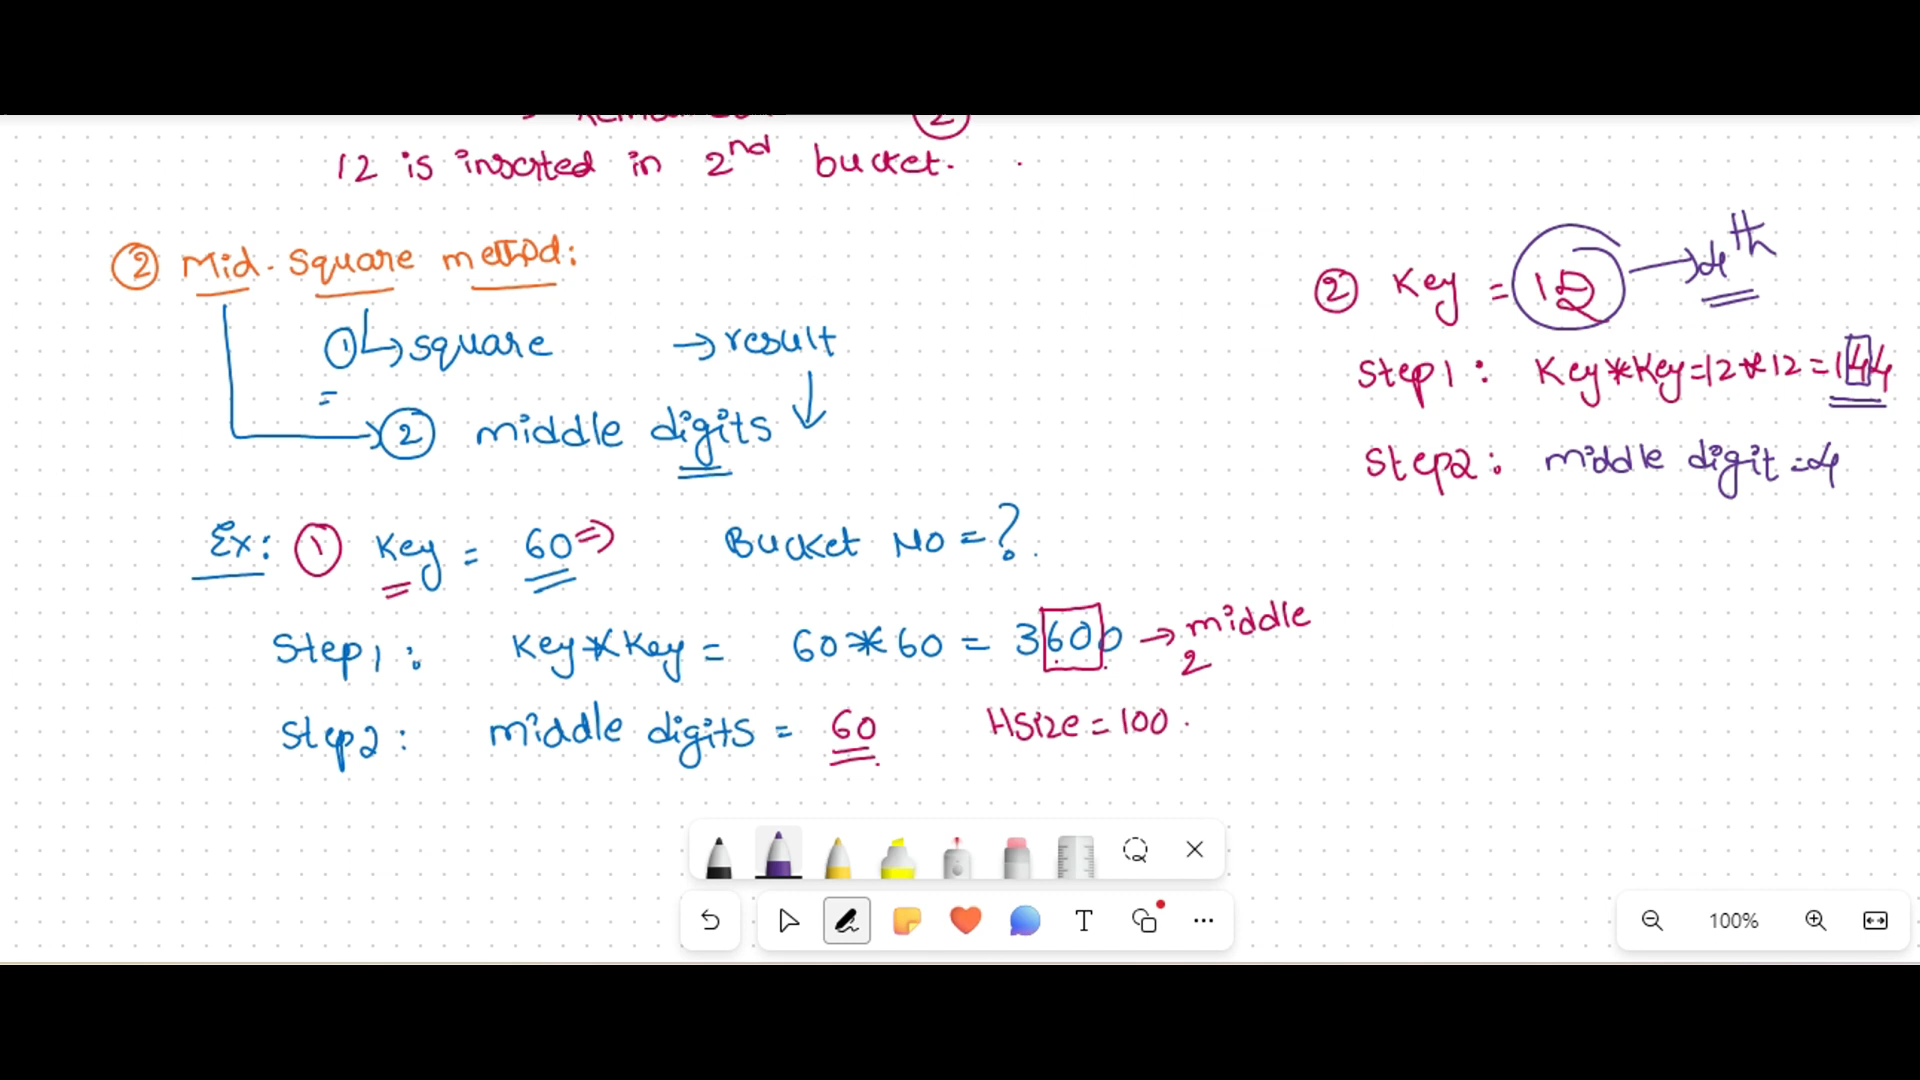 2
12 is inserted in 2nd bucket.
② Mid-Square method:
① ↳ square → result
② middle digits
Ex: ① Key = 60 ⇒ Bucket No = ?
Step1: Key*Key = 60*60 = 3600 → middle 2
Step2: middle digits = 60 HSize = 100.
② Key = 12 → 4th
Step1: Key*Key=12*12=144
Step2: middle digit=4
T
100%